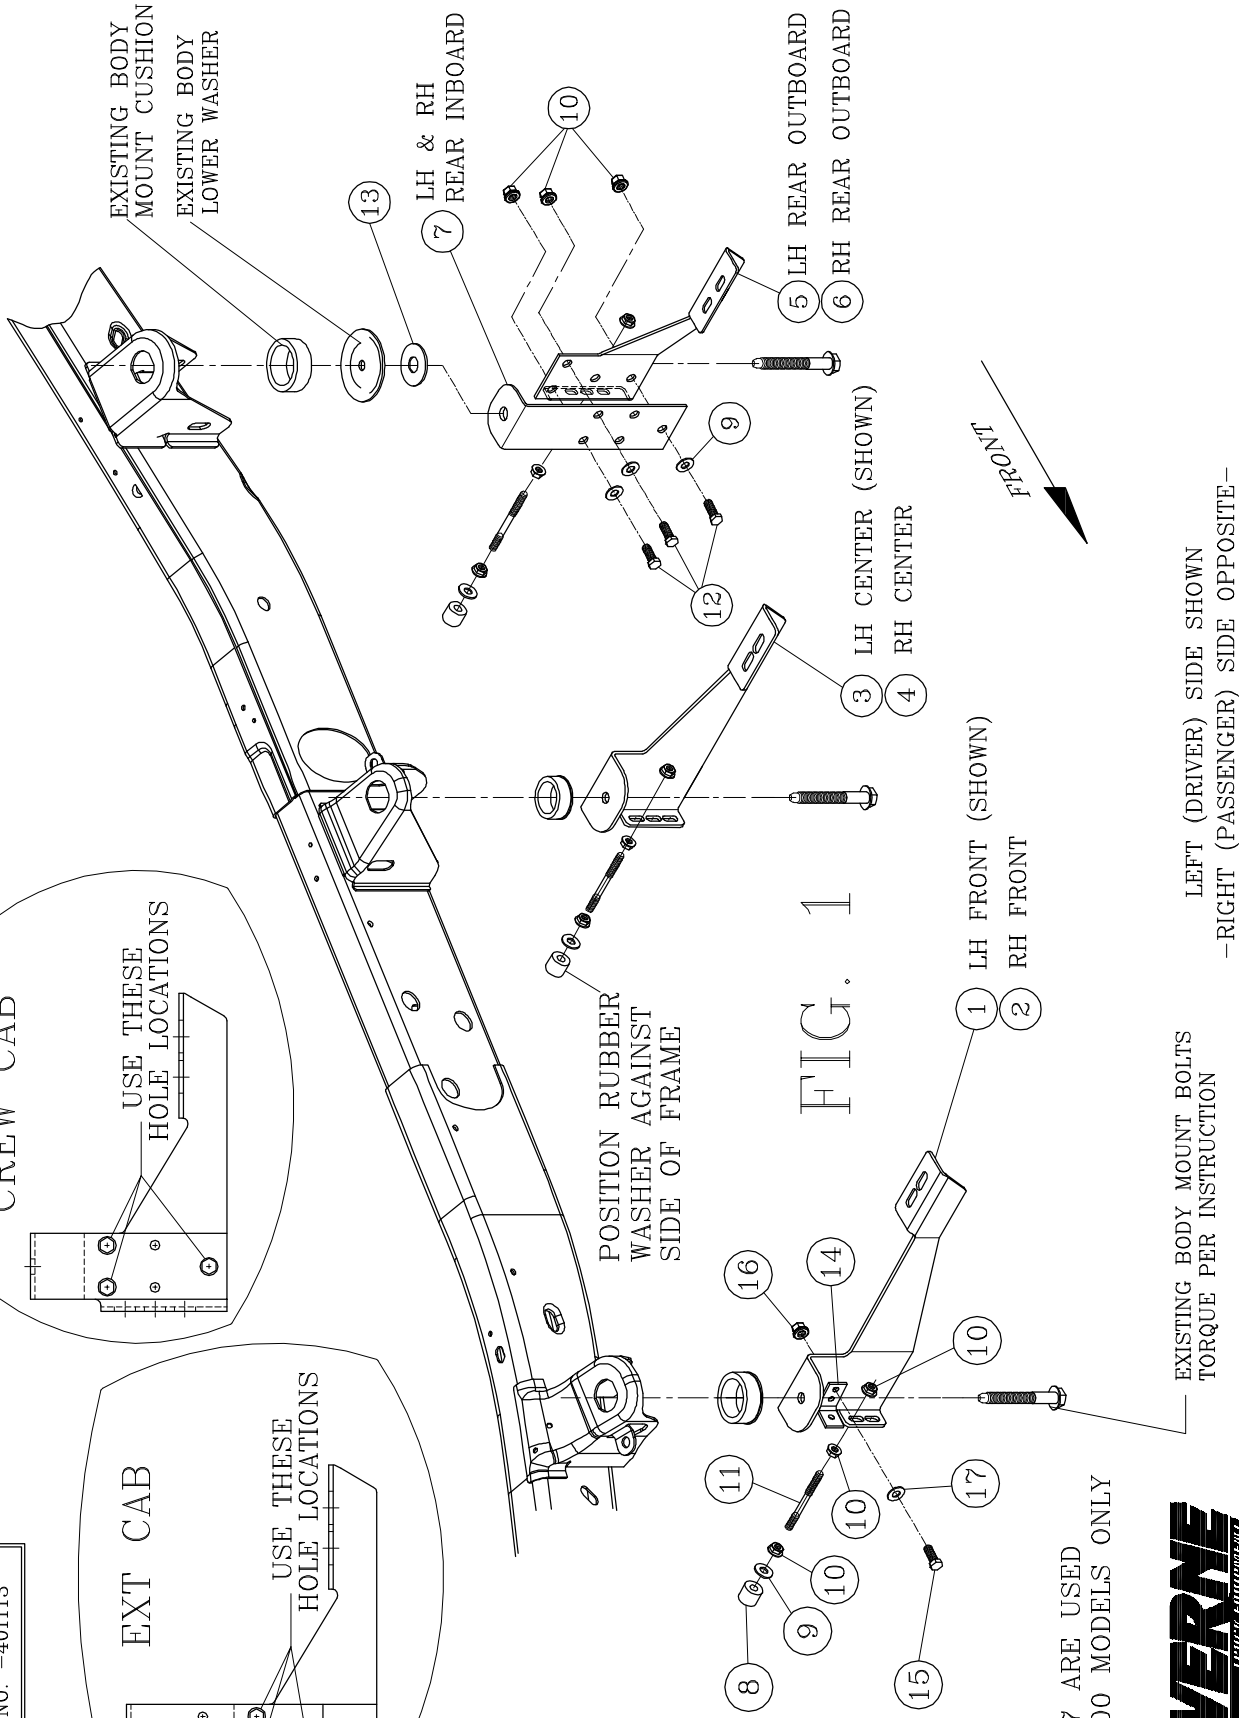 EXISTING BODY
MOUNT CUSHION
EXISTING BODY
LOWER WASHER
13
LH & RH
REAR INBOARD
7
10
5 LH REAR OUTBOARD
6 RH REAR OUTBOARD
9
12
FRONT
3 LH CENTER (SHOWN)
4 RH CENTER
CREW CAB
USE THESE
HOLE LOCATIONS
EXT CAB
USE THESE
HOLE LOCATIONS
NO. -401113
POSITION RUBBER
WASHER AGAINST
SIDE OF FRAME
FIG. 1
1 LH FRONT (SHOWN)
2 RH FRONT
LEFT (DRIVER) SIDE SHOWN
-RIGHT (PASSENGER) SIDE OPPOSITE-
16
14
10
11
10
10
9
8
17
15
EXISTING BODY MOUNT BOLTS
TORQUE PER INSTRUCTION
ARE USED
MODELS ONLY
VERNE
TRUCK EQUIPMENT